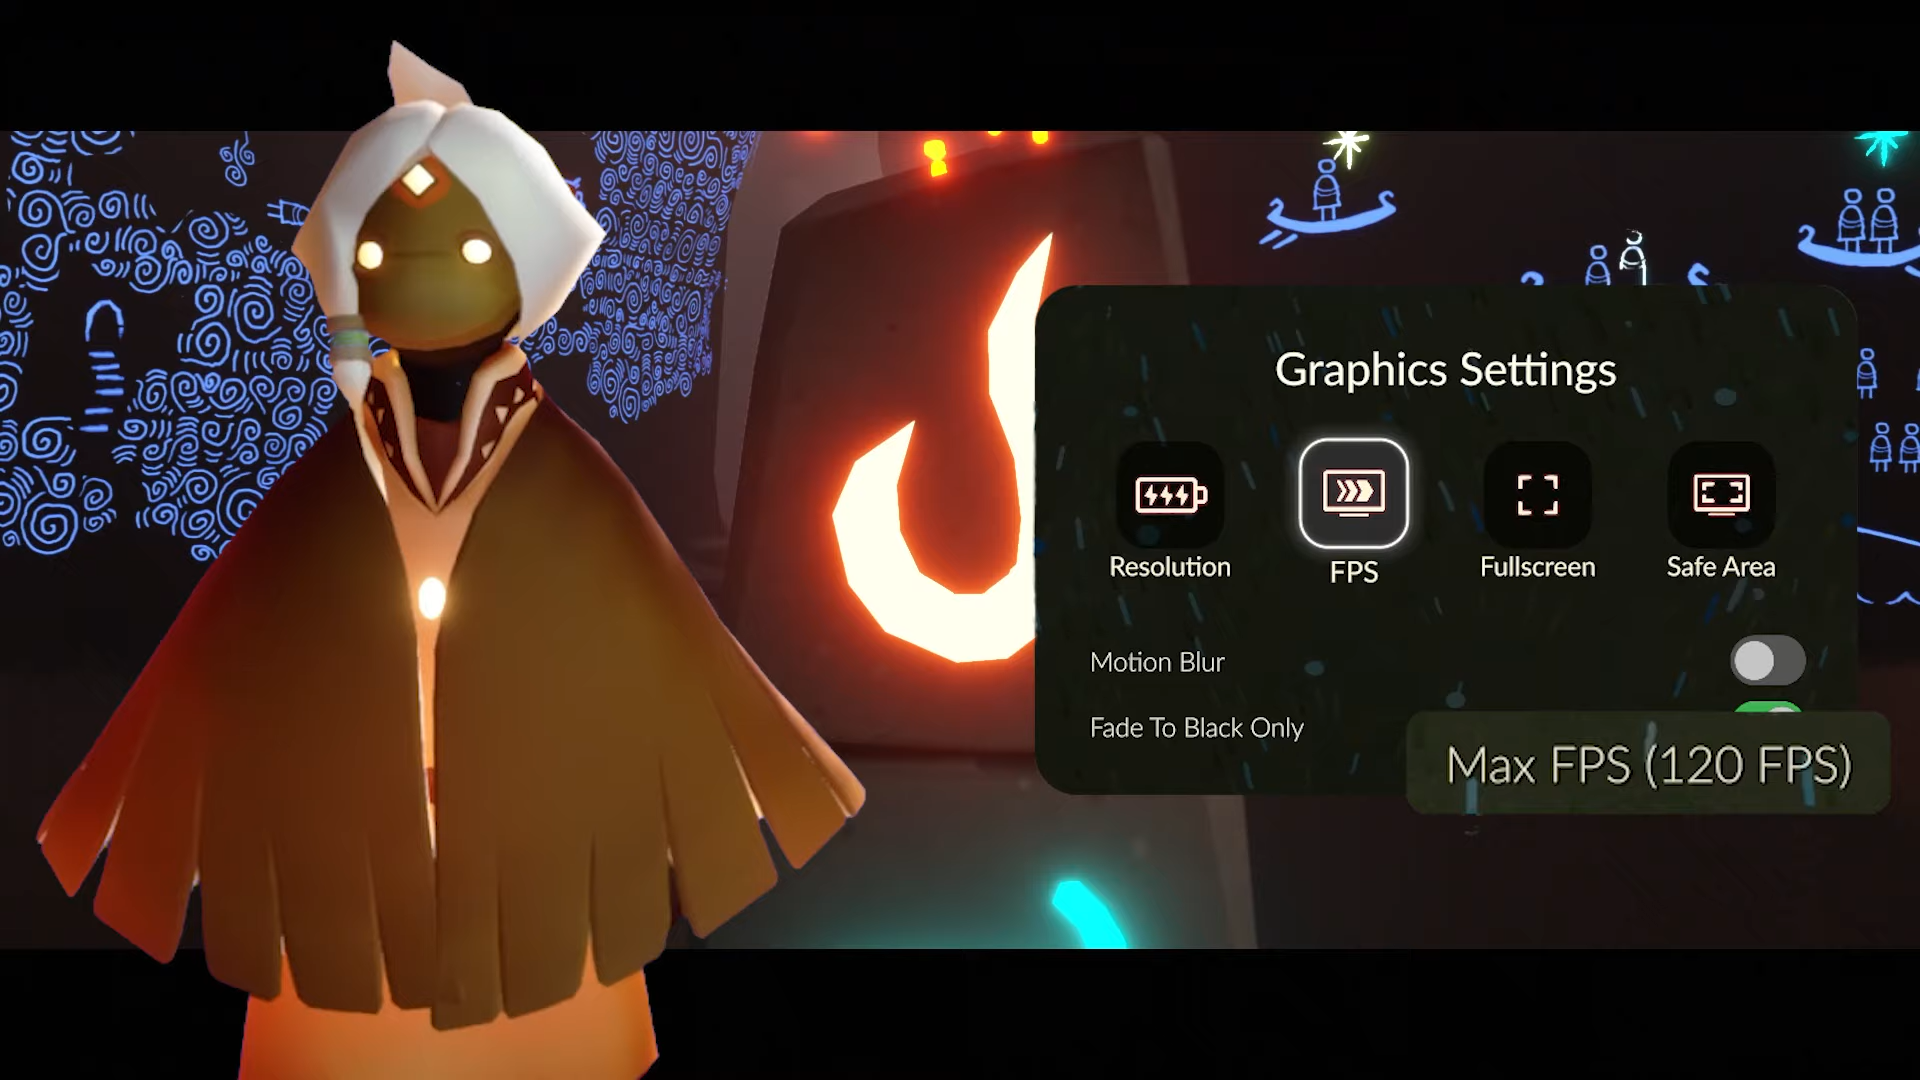 Graphics Settings
Resolution
FPS
Fullscreen
Safe Area
Motion Blur
Fade To Black Only
Max FPS (120 FPS)